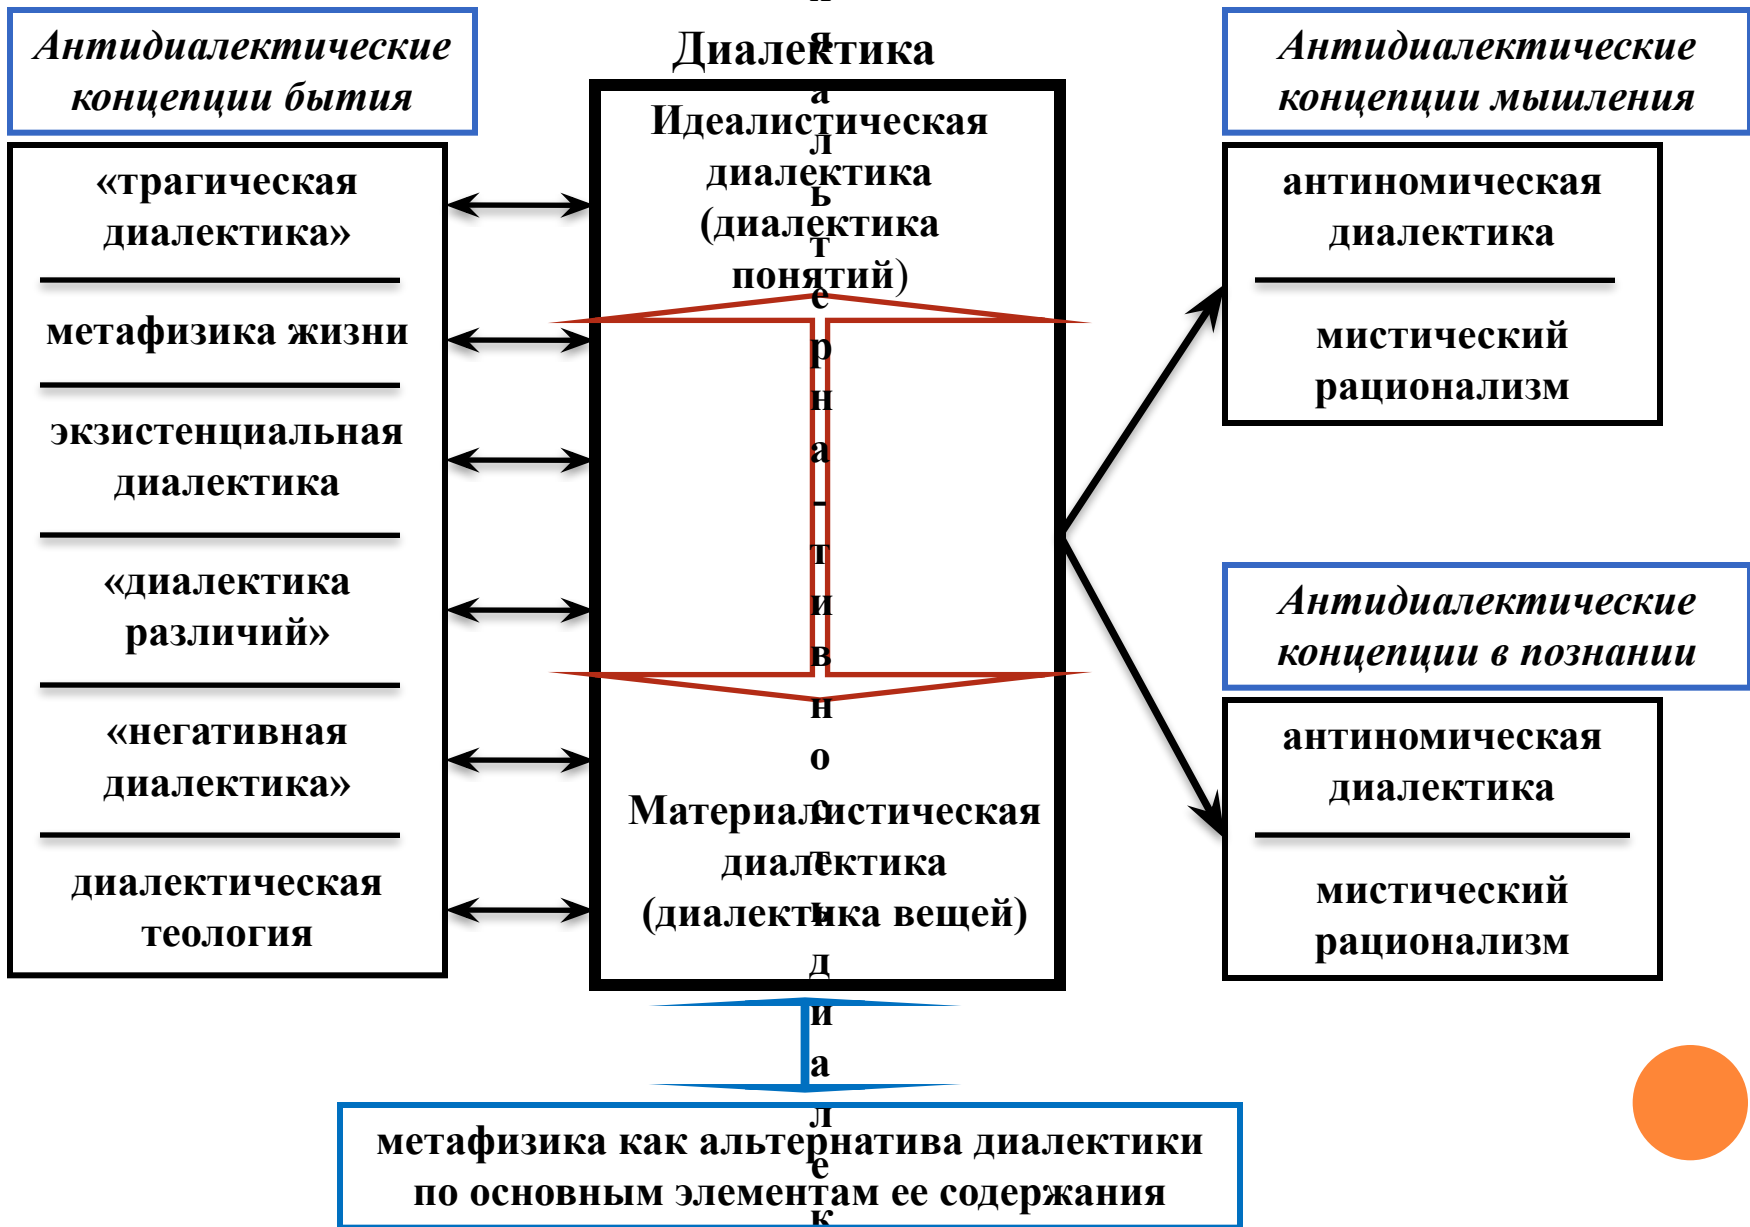 Антидиалектические
концепции бытия
«трагическая
диалектика»
метафизика жизни
экзистенциальная
диалектика
«диалектика
различий»
«негативная
диалектика»
диалектическая
теология
Диалектика
Идеалистическая
диалектика
(диалектика
понятий)
Материалистическая
диалектика
(диалектика вещей)
я
а
л
ь
т
е
р
н
а
-
т
и
в
н
о
с
т
ь
д
и
а
л
е
к
Антидиалектические
концепции мышления
антиномическая
диалектика
мистический
рационализм
Антидиалектические
концепции в познании
антиномическая
диалектика
мистический
рационализм
метафизика как альтернатива диалектики
по основным элементам ее содержания